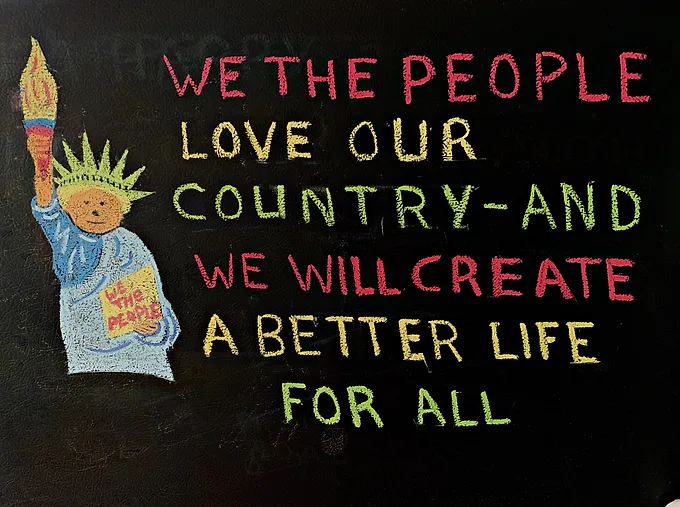 WE THE PEOPLE
LOVE OUR
COUNTRY-AND
WE WILL CREATE
A BETTER LIFE
FOR ALL
WE
THE
PEOPLE